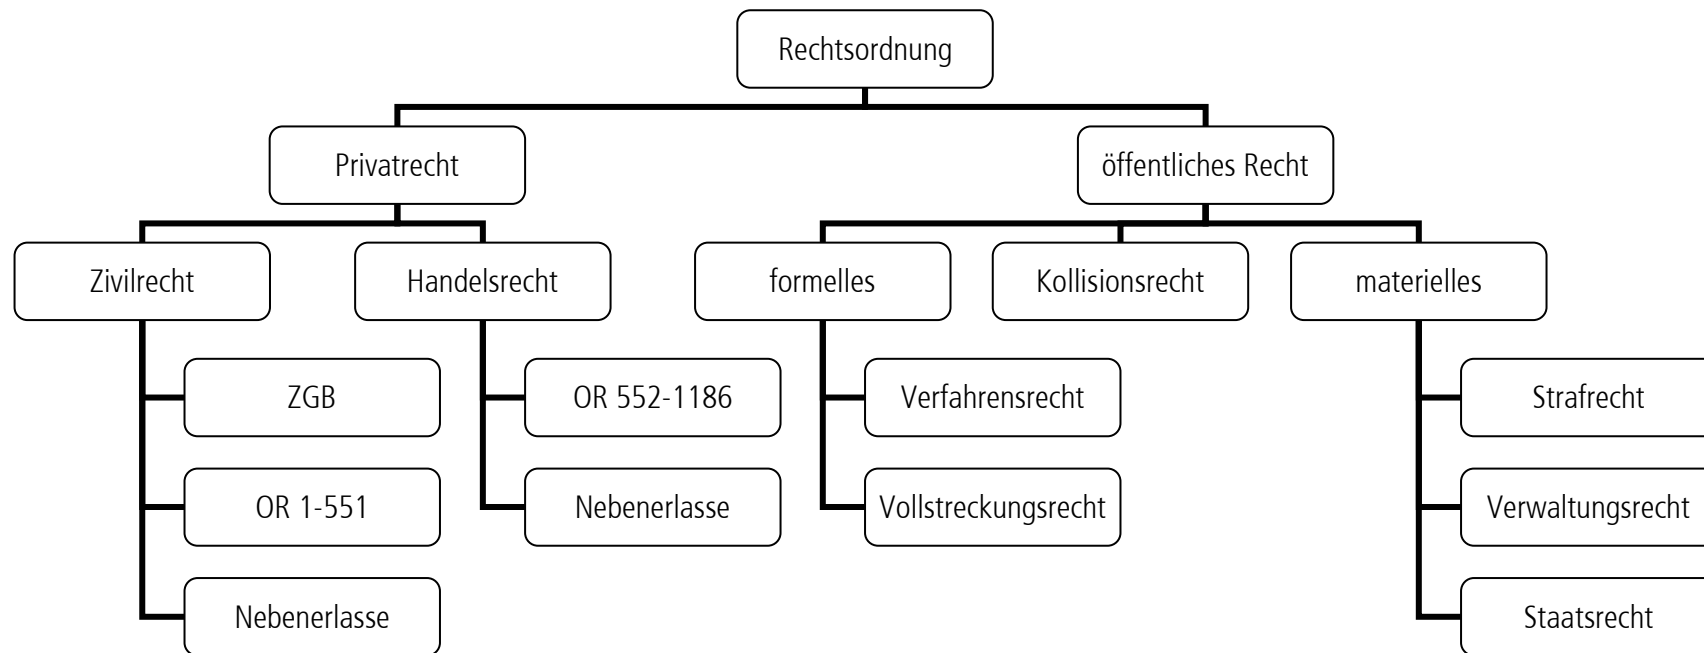 Rechtsordnung
Privatrecht
öffentliches Recht
Zivilrecht
Handelsrecht
formelles
Kollisionsrecht
materielles
ZGB
OR 552-1186
Verfahrensrecht
Strafrecht
OR 1-551
Nebenerlasse
Vollstreckungsrecht
Verwaltungsrecht
Nebenerlasse
Staatsrecht